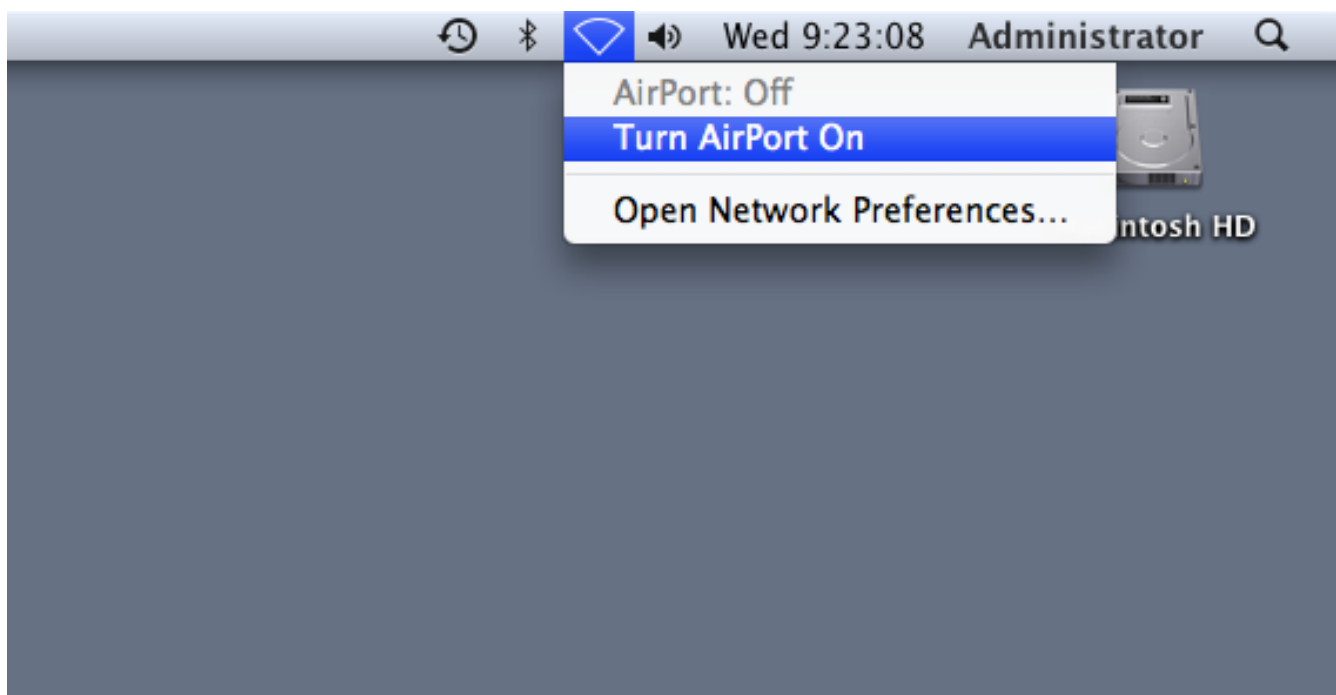 Wed 9:23:08 Administrator
AirPort: Off
Turn AirPort On
Open Network Preferences...
intosh HD